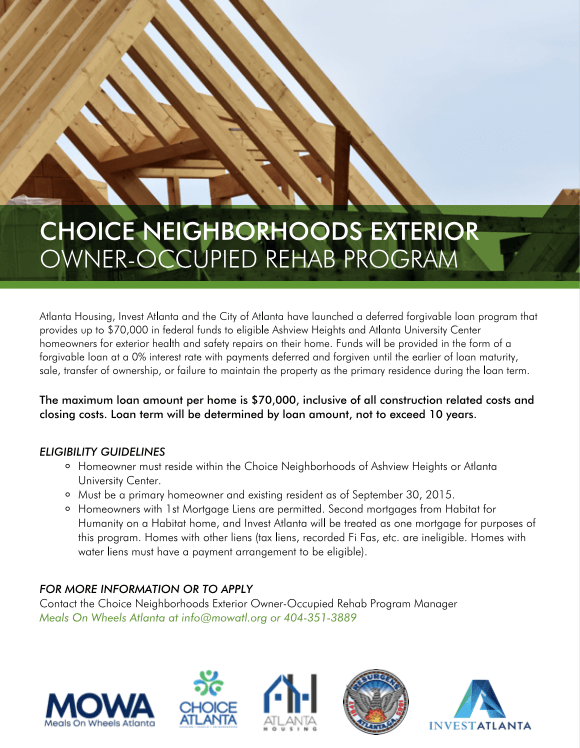 CHOICE NEIGHBORHOODS EXTERIOR
OWNER-OCCUPIED REHAB PROGRAM
Atlanta Housing, Invest Atlanta and the City of Atlanta have launched a deferred forgivable loan program that
provides up to $70,000 in federal funds to eligible Ashview Heights and Atlanta University Center
homeowners for exterior health and safety repairs on their home. Funds will be provided in the form of a
forgivable loan at a 0% interest rate with payments deferred and forgiven until the earlier of loan maturity,
sale, transfer of ownership, or failure to maintain the property as the primary residence during the loan term.
The maximum loan amount per home is $70,000, inclusive of all construction related costs and
closing costs. Loan term will be determined by loan amount, not to exceed 10 years.
ELIGIBILITY GUIDELINES
Homeowner must reside within the Choice Neighborhoods of Ashview Heights or Atlanta
University Center.
Must be a primary homeowner and existing resident as of September 30, 2015.
Homeowners with 1st Mortgage Liens are permitted. Second mortgages from Habitat for
Humanity on a Habitat home, and Invest Atlanta will be treated as one mortgage for purposes of
this program. Homes with other liens (tax liens, recorded Fi Fas, etc. are ineligible. Homes with
water liens must have a payment arrangement to be eligible).
FOR MORE INFORMATION OR TO APPLY
Contact the Choice Neighborhoods Exterior Owner-Occupied Rehab Program Manager
Meals On Wheels Atlanta at info@mowatl.org or 404-351-3889
MOWA
Meals On Wheels Atlanta
CHOICE
ATLANTA
ATLANTA
HOUSING
RESURGENS
ATLANTA, GA.
1847
1865
INVESTATLANTA